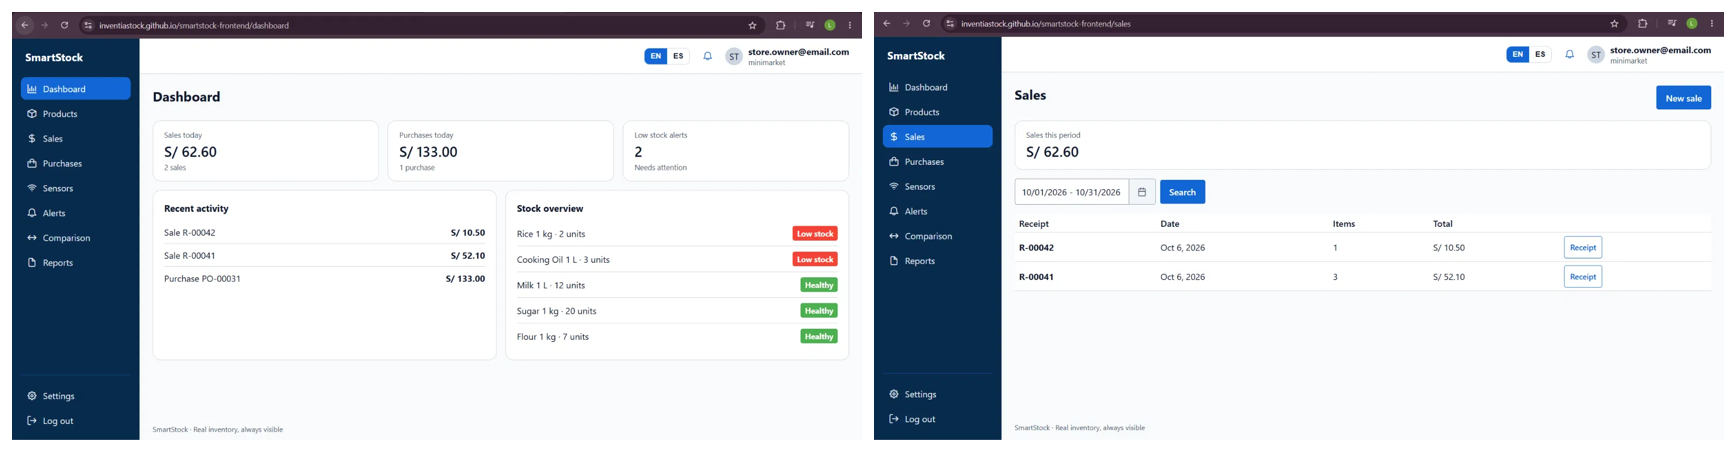 inventiastock.github.io/smartstock-frontend/dashboard
L
SmartStock
EN ES
ST
store.owner@email.com
minimarket
Dashboard
Products
Sales
Purchases
Sensors
Alerts
Comparison
Reports
Settings
Log out
Dashboard
Sales today
S/ 62.60
2 sales
Purchases today
S/ 133.00
1 purchase
Low stock alerts
2
Needs attention
Recent activity
Sale R-00042 S/ 10.50
Sale R-00041 S/ 52.10
Purchase PO-00031 S/ 133.00
Stock overview
Rice 1 kg · 2 units Low stock
Cooking Oil 1 L · 3 units Low stock
Milk 1 L · 12 units Healthy
Sugar 1 kg · 20 units Healthy
Flour 1 kg · 7 units Healthy
SmartStock · Real inventory, always visible
inventiastock.github.io/smartstock-frontend/sales
L
SmartStock
EN ES
ST
store.owner@email.com
minimarket
Dashboard
Products
Sales
Purchases
Sensors
Alerts
Comparison
Reports
Settings
Log out
Sales
New sale
Sales this period
S/ 62.60
10/01/2026 - 10/31/2026
Search
Receipt Date Items Total
R-00042 Oct 6, 2026 1 S/ 10.50 Receipt
R-00041 Oct 6, 2026 3 S/ 52.10 Receipt
SmartStock · Real inventory, always visible